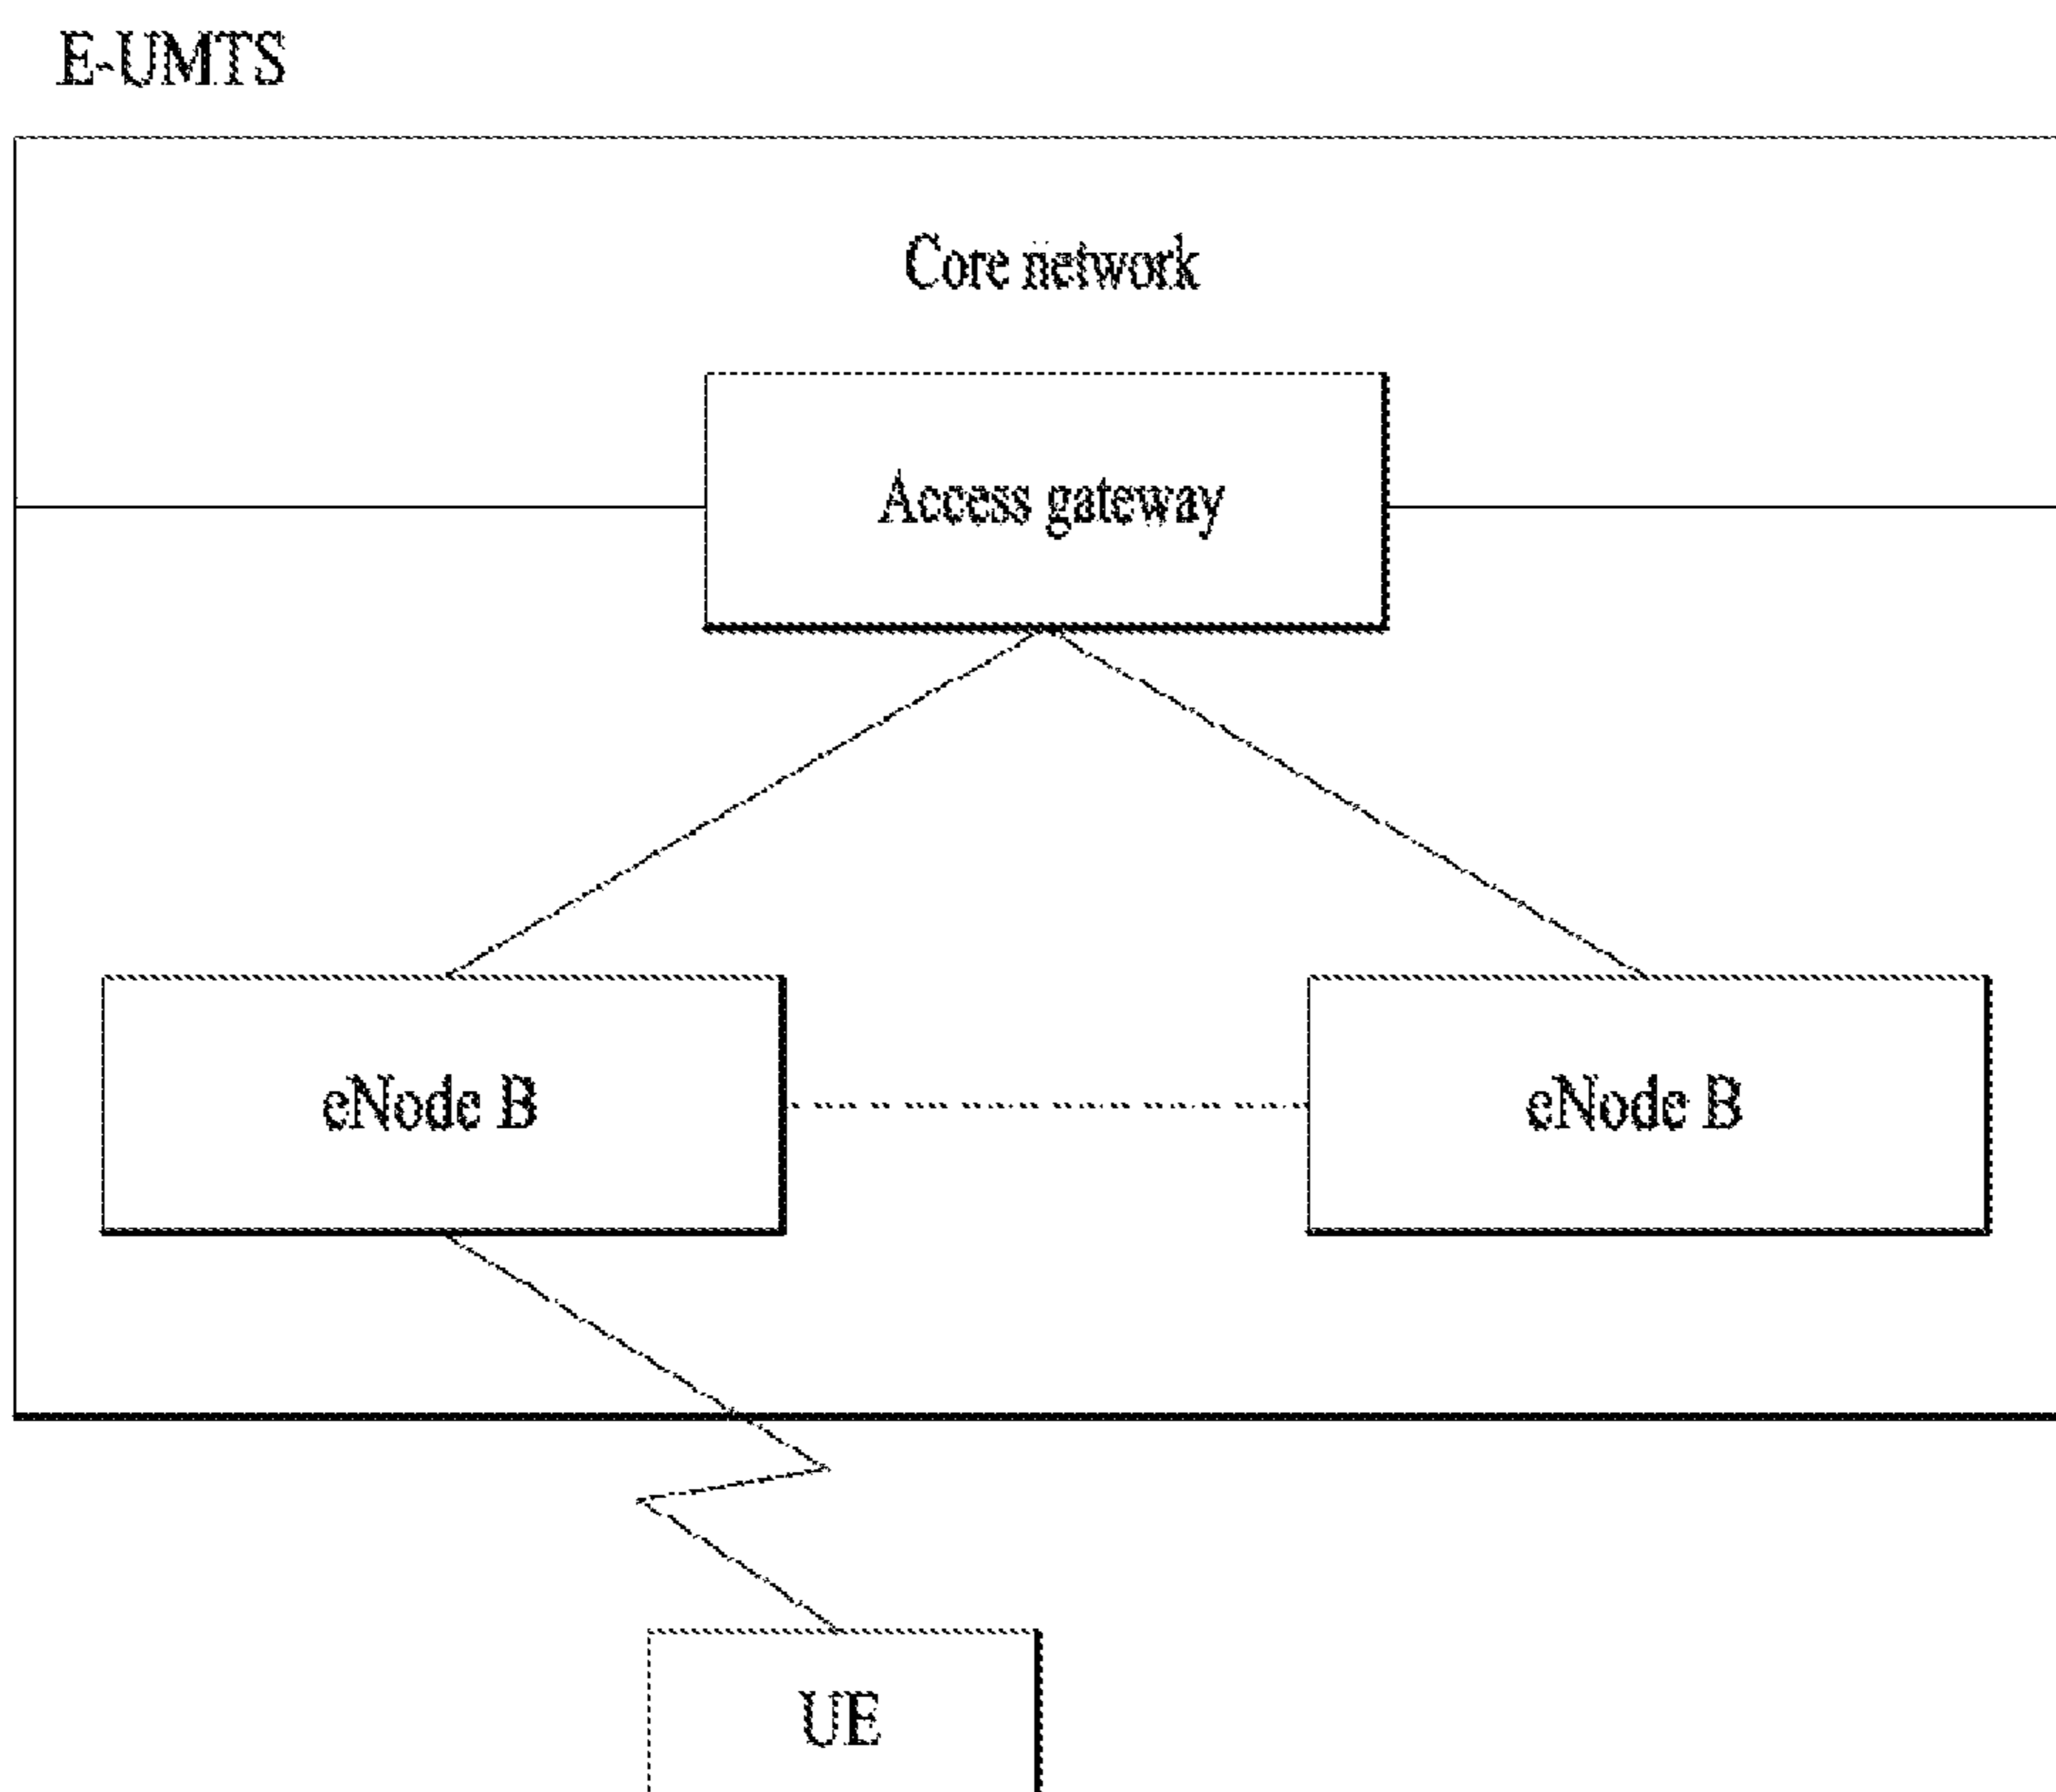 E-UMTS
Core network
Access gateway
eNode B
eNode B
UE